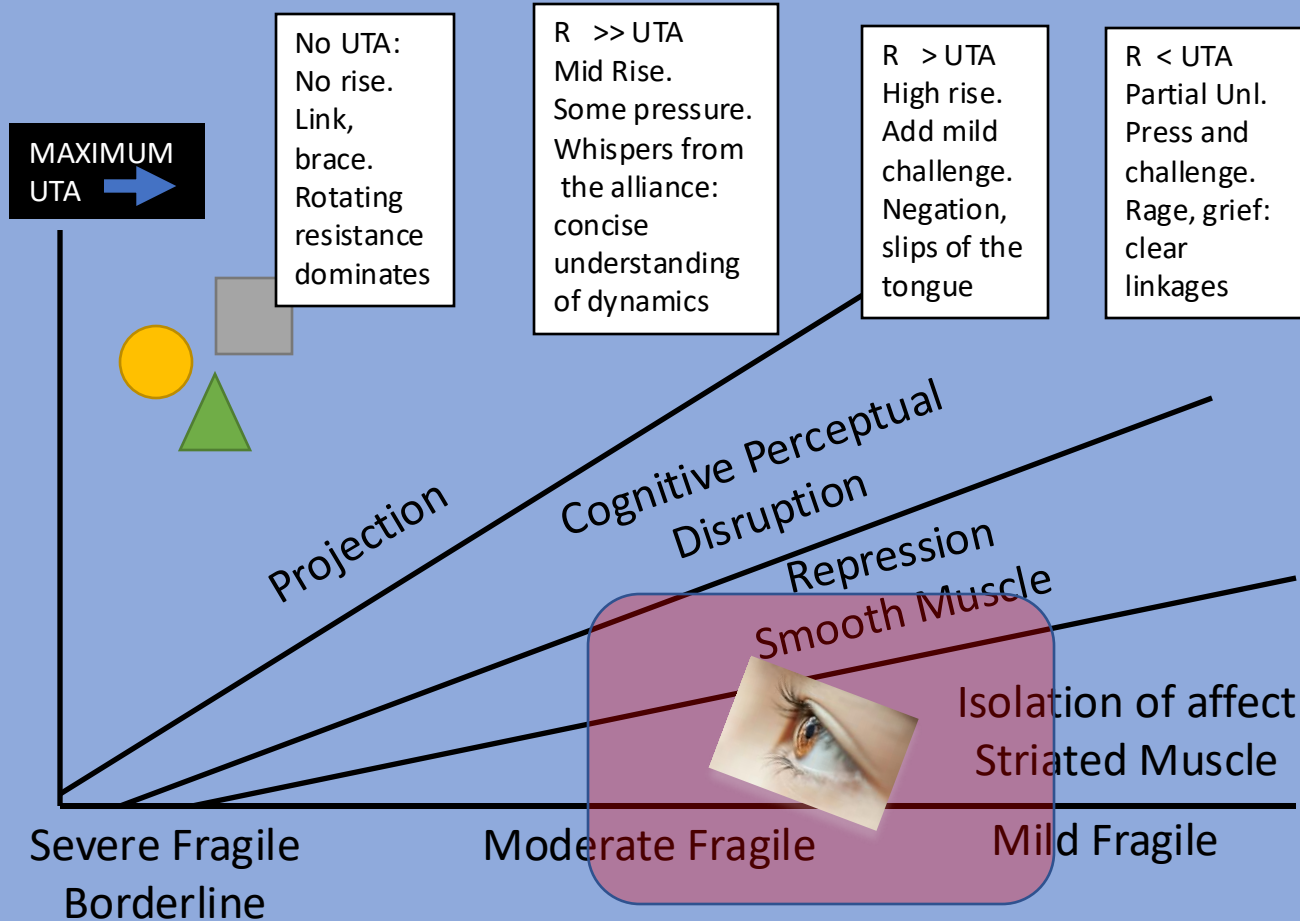 MAXIMUM
UTA
No UTA:
No rise.
Link,
brace.
Rotating
resistance
dominates
R >> UTA
Mid Rise.
Some pressure.
Whispers from
the alliance:
concise
understanding
of dynamics
R > UTA
High rise.
Add mild
challenge.
Negation,
slips of the
tongue
R < UTA
Partial Unl.
Press and
challenge.
Rage, grief:
clear
linkages
Projection
Cognitive Perceptual
Disruption
Repression
Smooth Muscle
Isolation of affect
Striated Muscle
Severe Fragile
Borderline
Moderate Fragile
Mild Fragile